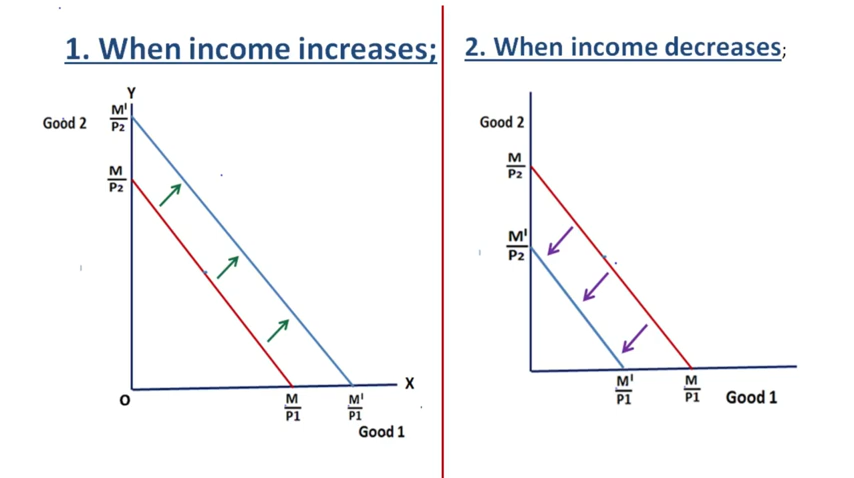 1. When income increases;
Y
M'
P2
Good 2
M
P2
O
X
M
P1
M'
P1
Good 1
2. When income decreases;
Good 2
M
P2
M'
P2
M'
P1
M
P1
Good 1